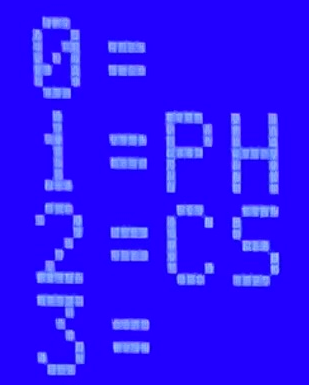 0=
1=PH
2=CS
3=